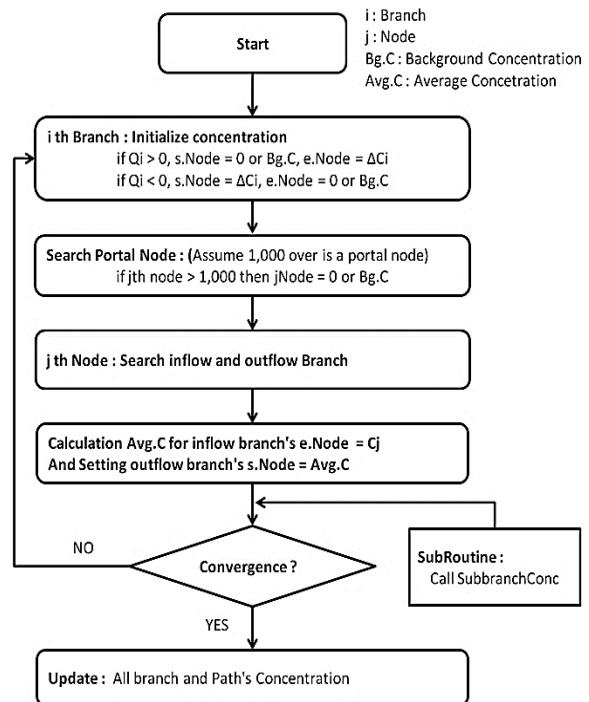 Start
i : Branch
j : Node
Bg.C : Background Concentration
Avg.C : Average Concetration
i th Branch : Initialize concentration
if Qi > 0, s.Node = 0 or Bg.C, e.Node = ΔCi
if Qi < 0, s.Node = ΔCi, e.Node = 0 or Bg.C
Search Portal Node : (Assume 1,000 over is a portal node)
if jth node > 1,000 then jNode = 0 or Bg.C
j th Node : Search inflow and outflow Branch
Calculation Avg.C for inflow branch's e.Node = Cj
And Setting outflow branch's s.Node = Avg.C
NO
Convergence ?
SubRoutine :
Call SubbranchConc
YES
Update : All branch and Path's Concentration